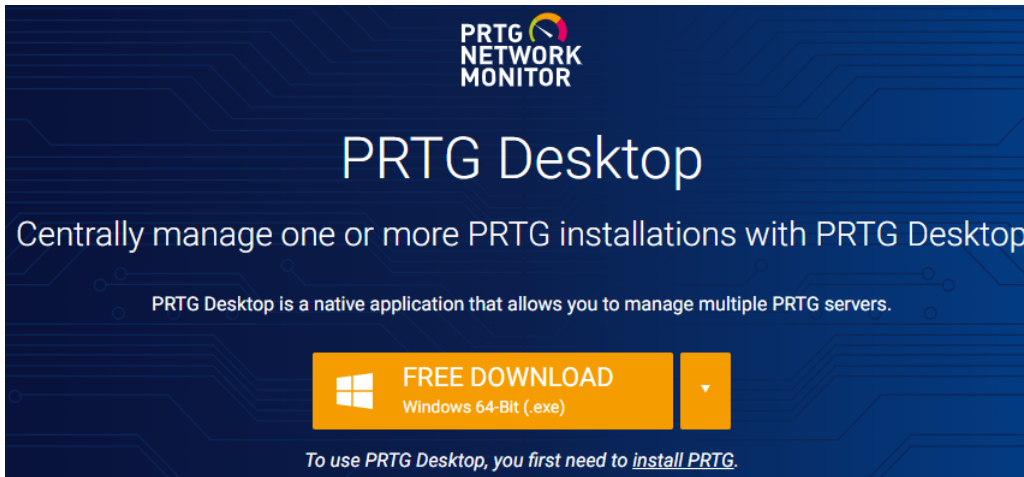 PRTG
NETWORK
MONITOR
PRTG Desktop
Centrally manage one or more PRTG installations with PRTG Desktop
PRTG Desktop is a native application that allows you to manage multiple PRTG servers.
FREE DOWNLOAD
Windows 64-Bit (.exe)
To use PRTG Desktop, you first need to install PRTG.